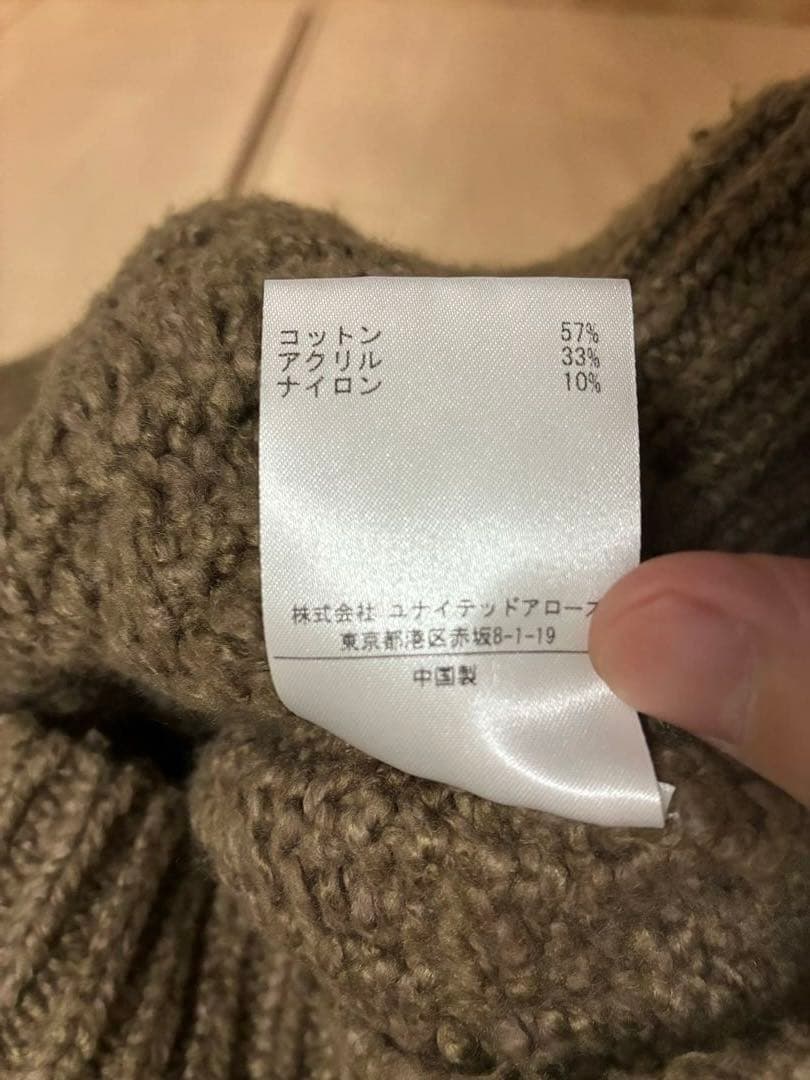 コットン 57%
アクリル 33%
ナイロン 10%
株式会社 ユナイテッドアローズ
東京都港区赤坂8-1-19
中国製